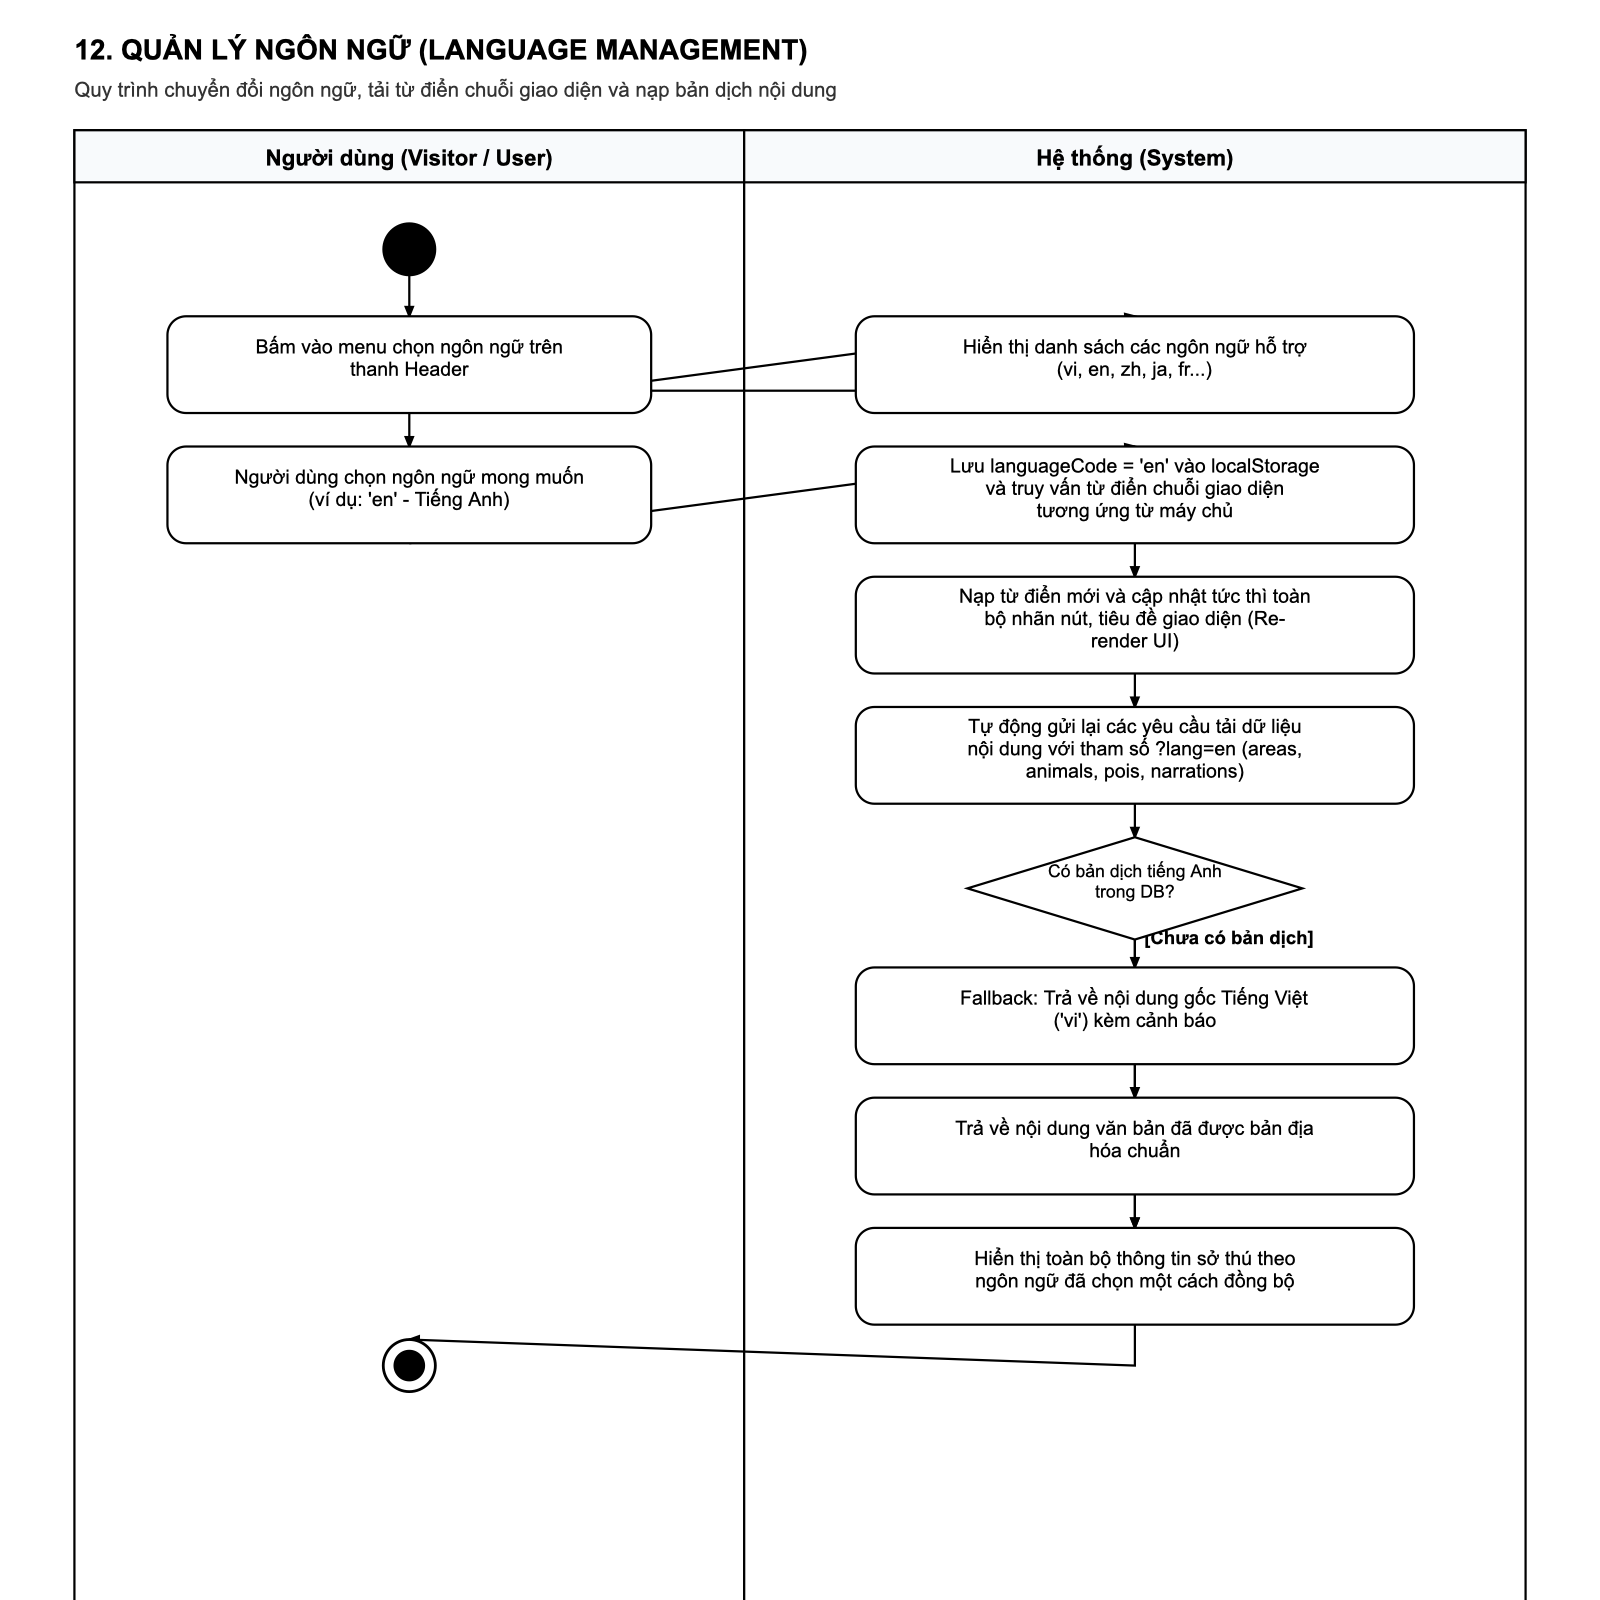 12. QUẢN LÝ NGÔN NGỮ (LANGUAGE MANAGEMENT)
Quy trình chuyển đổi ngôn ngữ, tải từ điển chuỗi giao diện và nạp bản dịch nội dung
Người dùng (Visitor / User)
Hệ thống (System)
Bấm vào menu chọn ngôn ngữ trên
thanh Header
Hiển thị danh sách các ngôn ngữ hỗ trợ
(vi, en, zh, ja, fr...)
Người dùng chọn ngôn ngữ mong muốn
(ví dụ: 'en' - Tiếng Anh)
Lưu languageCode = 'en' vào localStorage
và truy vấn từ điển chuỗi giao diện
tương ứng từ máy chủ
Nạp từ điển mới và cập nhật tức thì toàn
bộ nhãn nút, tiêu đề giao diện (Re-
render UI)
Tự động gửi lại các yêu cầu tải dữ liệu
nội dung với tham số ?lang=en (areas,
animals, pois, narrations)
Có bản dịch tiếng Anh
trong DB?
[Chưa có bản dịch]
Fallback: Trả về nội dung gốc Tiếng Việt
('vi') kèm cảnh báo
Trả về nội dung văn bản đã được bản địa
hóa chuẩn
Hiển thị toàn bộ thông tin sở thú theo
ngôn ngữ đã chọn một cách đồng bộ